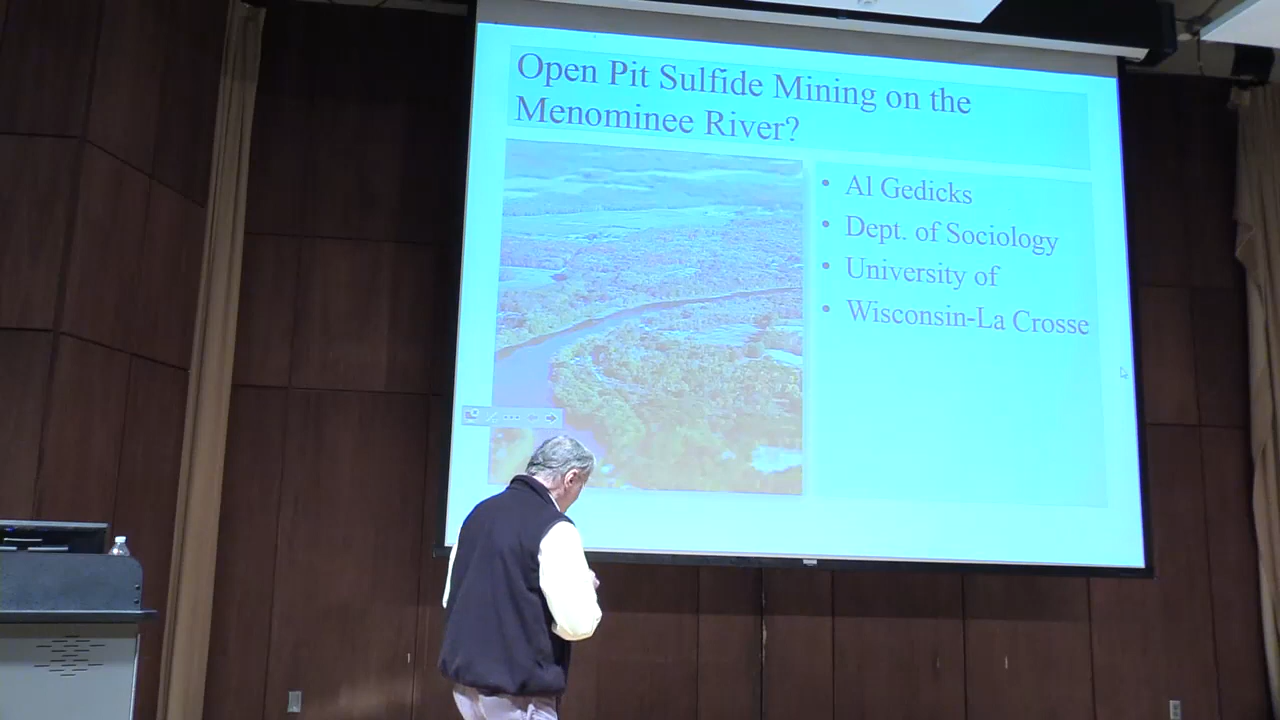 Open Pit Sulfide Mining on the
Menominee River?
• Al Gedicks
• Dept. of Sociology
• University of
• Wisconsin-La Crosse